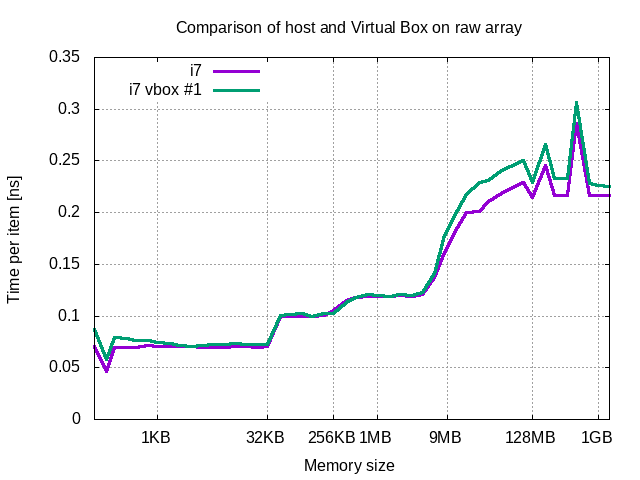 Comparison of host and Virtual Box on raw array
i7
i7 vbox #1
0.35
0.3
0.25
0.2
0.15
0.1
0.05
0
Time per item [ns]
1KB 32KB 256KB 1MB 9MB 128MB 1GB
Memory size